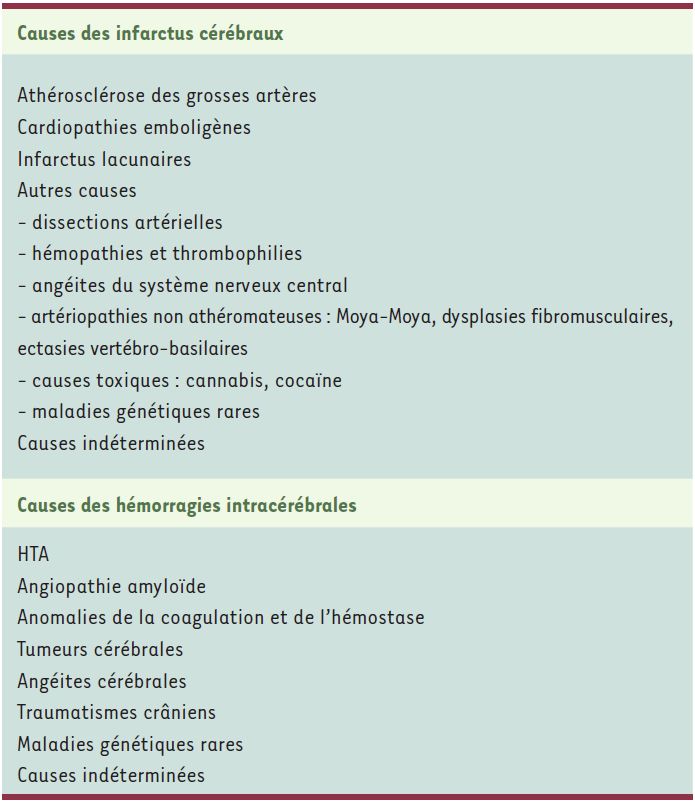 Causes des infarctus cérébraux
Athérosclérose des grosses artères
Cardiopathies emboligènes
Infarctus lacunaires
Autres causes
- dissections artérielles
- hémopathies et thrombophilies
- angéites du système nerveux central
- artériopathies non athéromateuses : Moya-Moya, dysplasies fibromusculaires,
ectasies vertébro-basilaires
- causes toxiques : cannabis, cocaïne
- maladies génétiques rares
Causes indéterminées
Causes des hémorragies intracérébrales
HTA
Angiopathie amyloïde
Anomalies de la coagulation et de l’hémostase
Tumeurs cérébrales
Angéites cérébrales
Traumatismes crâniens
Maladies génétiques rares
Causes indéterminées